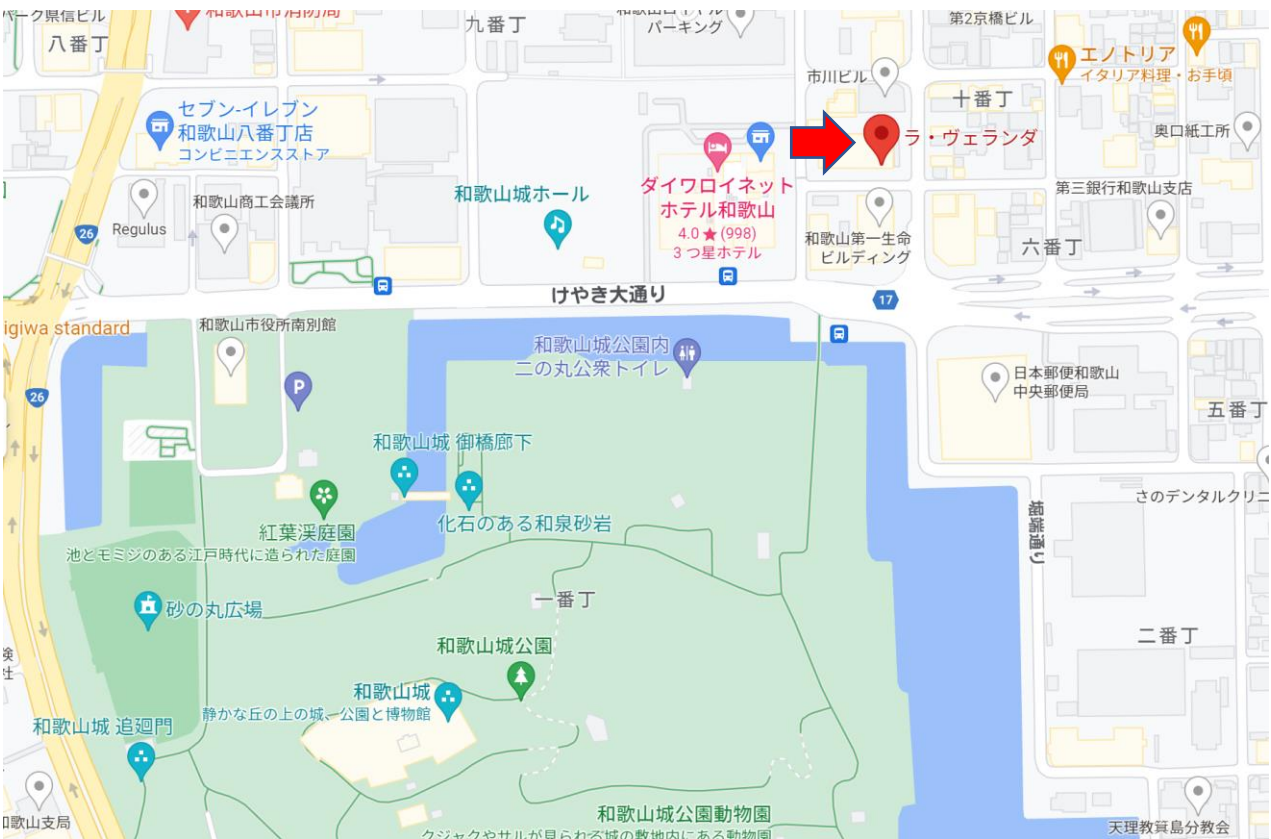 パーク県信ビル
和歌山市消防局
九番丁
パーキング
第2京橋ビル
八番丁
エノトリア
イタリア料理・お手頃
市川ビル
十番丁
セブン-イレブン
和歌山八番丁店
コンビニエンスストア
ラ・ヴェランダ
奥口紙工所
和歌山城ホール
ダイワロイネット
ホテル和歌山
4.0★(998)
3 つ星ホテル
和歌山商工会議所
第三銀行和歌山支店
26
Regulus
和歌山第一生命
ビルディング
六番丁
けやき大通り
17
igiwa standard
和歌山市役所南別館
和歌山城公園内
二の丸公衆トイレ
P
日本郵便和歌山
中央郵便局
26
五番丁
和歌山城 御橋廊下
さのデンタルクリニ
紅葉渓庭園
池とモミジのある江戸時代に造られた庭園
化石のある和泉砂岩
堀端通り
砂の丸広場
一番丁
二番丁
和歌山城公園
和歌山城
静かな丘の上の城、公園と博物館
和歌山城 追廻門
和歌山城公園動物園
クジャクやサルが見られる城の敷地内にある動物園
歌山支局
天理教箕島分教会